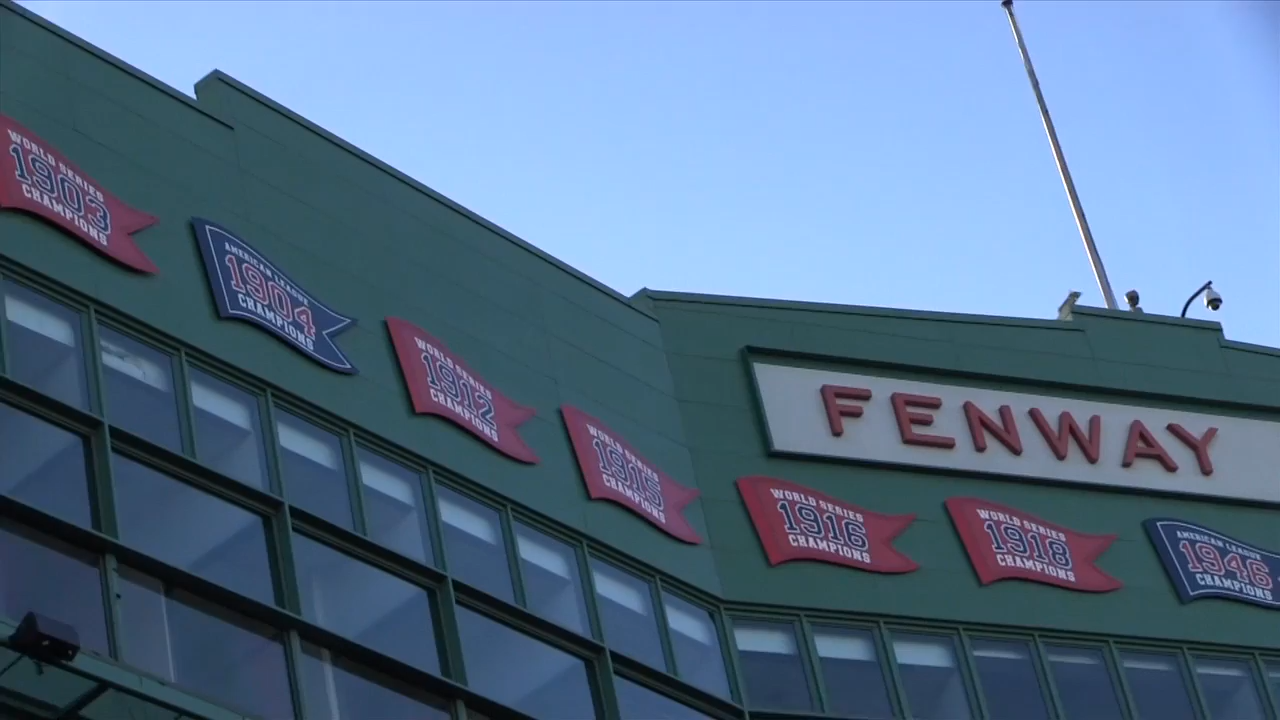 WORLD SERIES
1903
CHAMPIONS
AMERICAN LEAGUE
1904
CHAMPIONS
WORLD SERIES
1912
CHAMPIONS
WORLD SERIES
1915
CHAMPIONS
FENWAY
WORLD SERIES
1916
CHAMPIONS
WORLD SERIES
1918
CHAMPIONS
AMERICAN LEAGUE
1946
CHAMPIONS